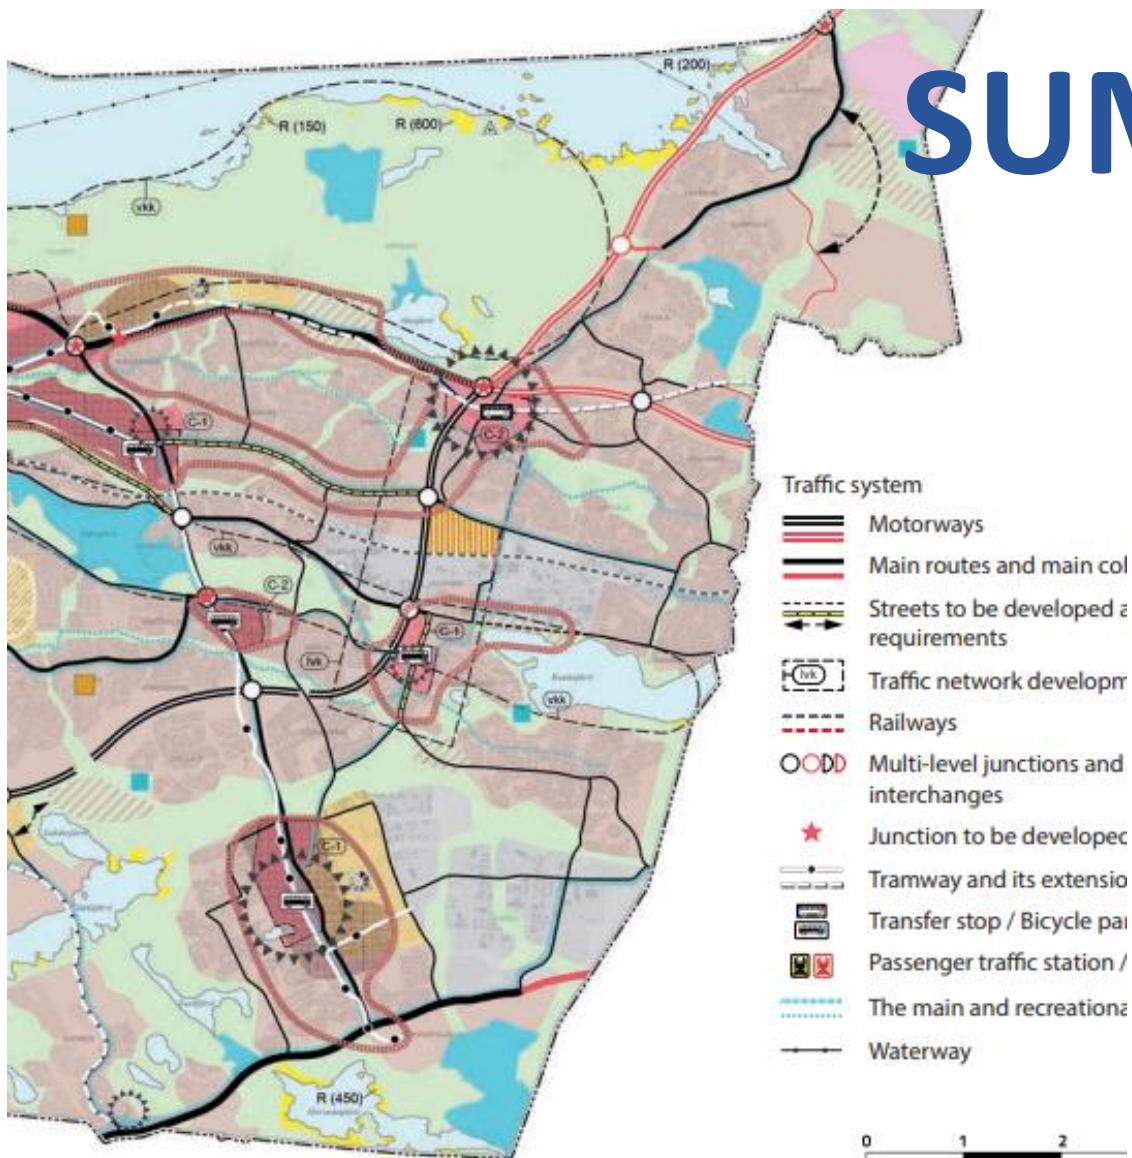 SUM
R (200)
R (150)
R (600)
vkk
C-1
C-2
vkk
C-2
C-1
lvk
vkk
C-1
R (450)
Traffic system
Motorways
Main routes and main col
Streets to be developed a
requirements
lvk
Traffic network developm
Railways
Multi-level junctions and
interchanges
Junction to be developed
Tramway and its extensio
Transfer stop / Bicycle par
Passenger traffic station /
The main and recreationa
Waterway
0 1 2